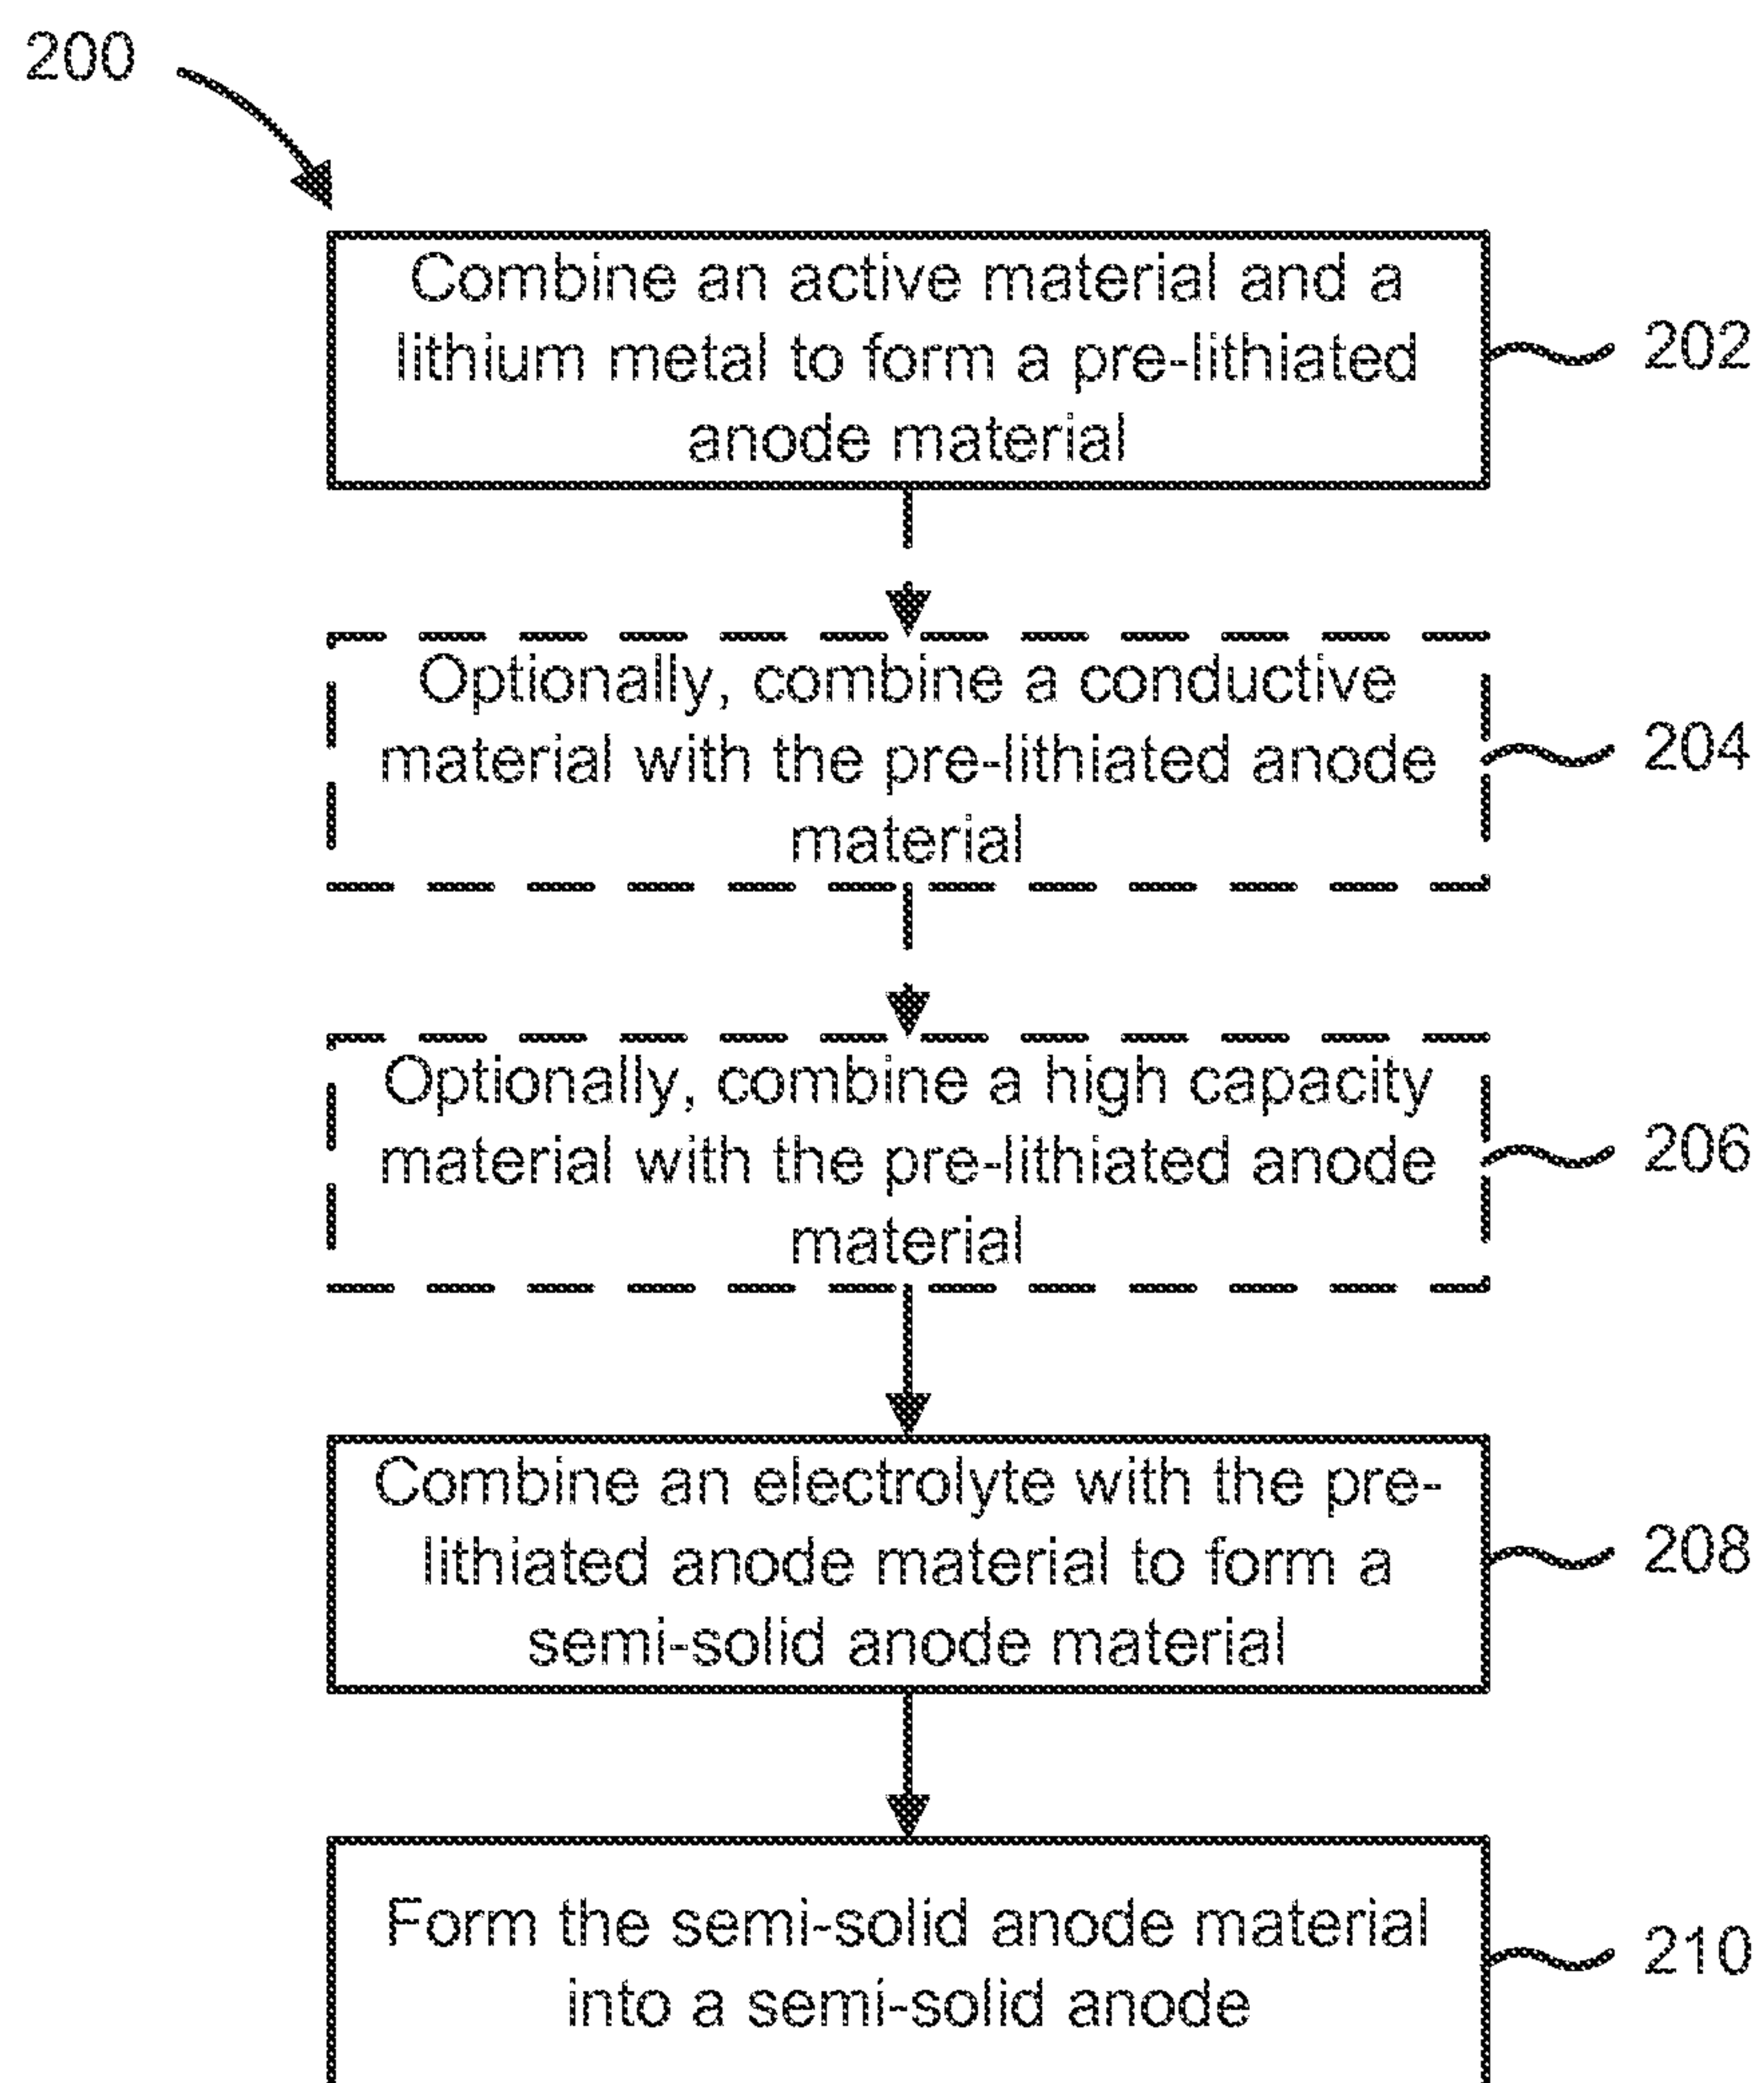 200
Combine an active material and a
lithium metal to form a pre-lithiated
anode material
202
Optionally, combine a conductive
material with the pre-lithiated anode
material
204
Optionally, combine a high capacity
material with the pre-lithiated anode
material
206
Combine an electrolyte with the pre-
lithiated anode material to form a
semi-solid anode material
208
Form the semi-solid anode material
into a semi-solid anode
210